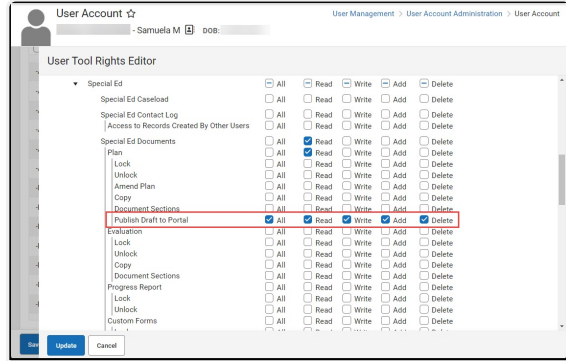 User Account
User Management > User Account Administration > User Account
- Samuela M DOB:
User Tool Rights Editor
Special Ed All Read Write Add Delete
Special Ed Caseload All Read Write Add Delete
Special Ed Contact Log All Read Write Add Delete
Access to Records Created By Other Users All Read Write Add Delete
Special Ed Documents All Read Write Add Delete
Plan All Read Write Add Delete
Lock All Read Write Add Delete
Unlock All Read Write Add Delete
Amend Plan All Read Write Add Delete
Copy All Read Write Add Delete
Document Sections All Read Write Add Delete
Publish Draft to Portal All Read Write Add Delete
Evaluation All Read Write Add Delete
Lock All Read Write Add Delete
Unlock All Read Write Add Delete
Copy All Read Write Add Delete
Document Sections All Read Write Add Delete
Progress Report All Read Write Add Delete
Lock All Read Write Add Delete
Unlock All Read Write Add Delete
Custom Forms All Read Write Add Delete
Update Cancel